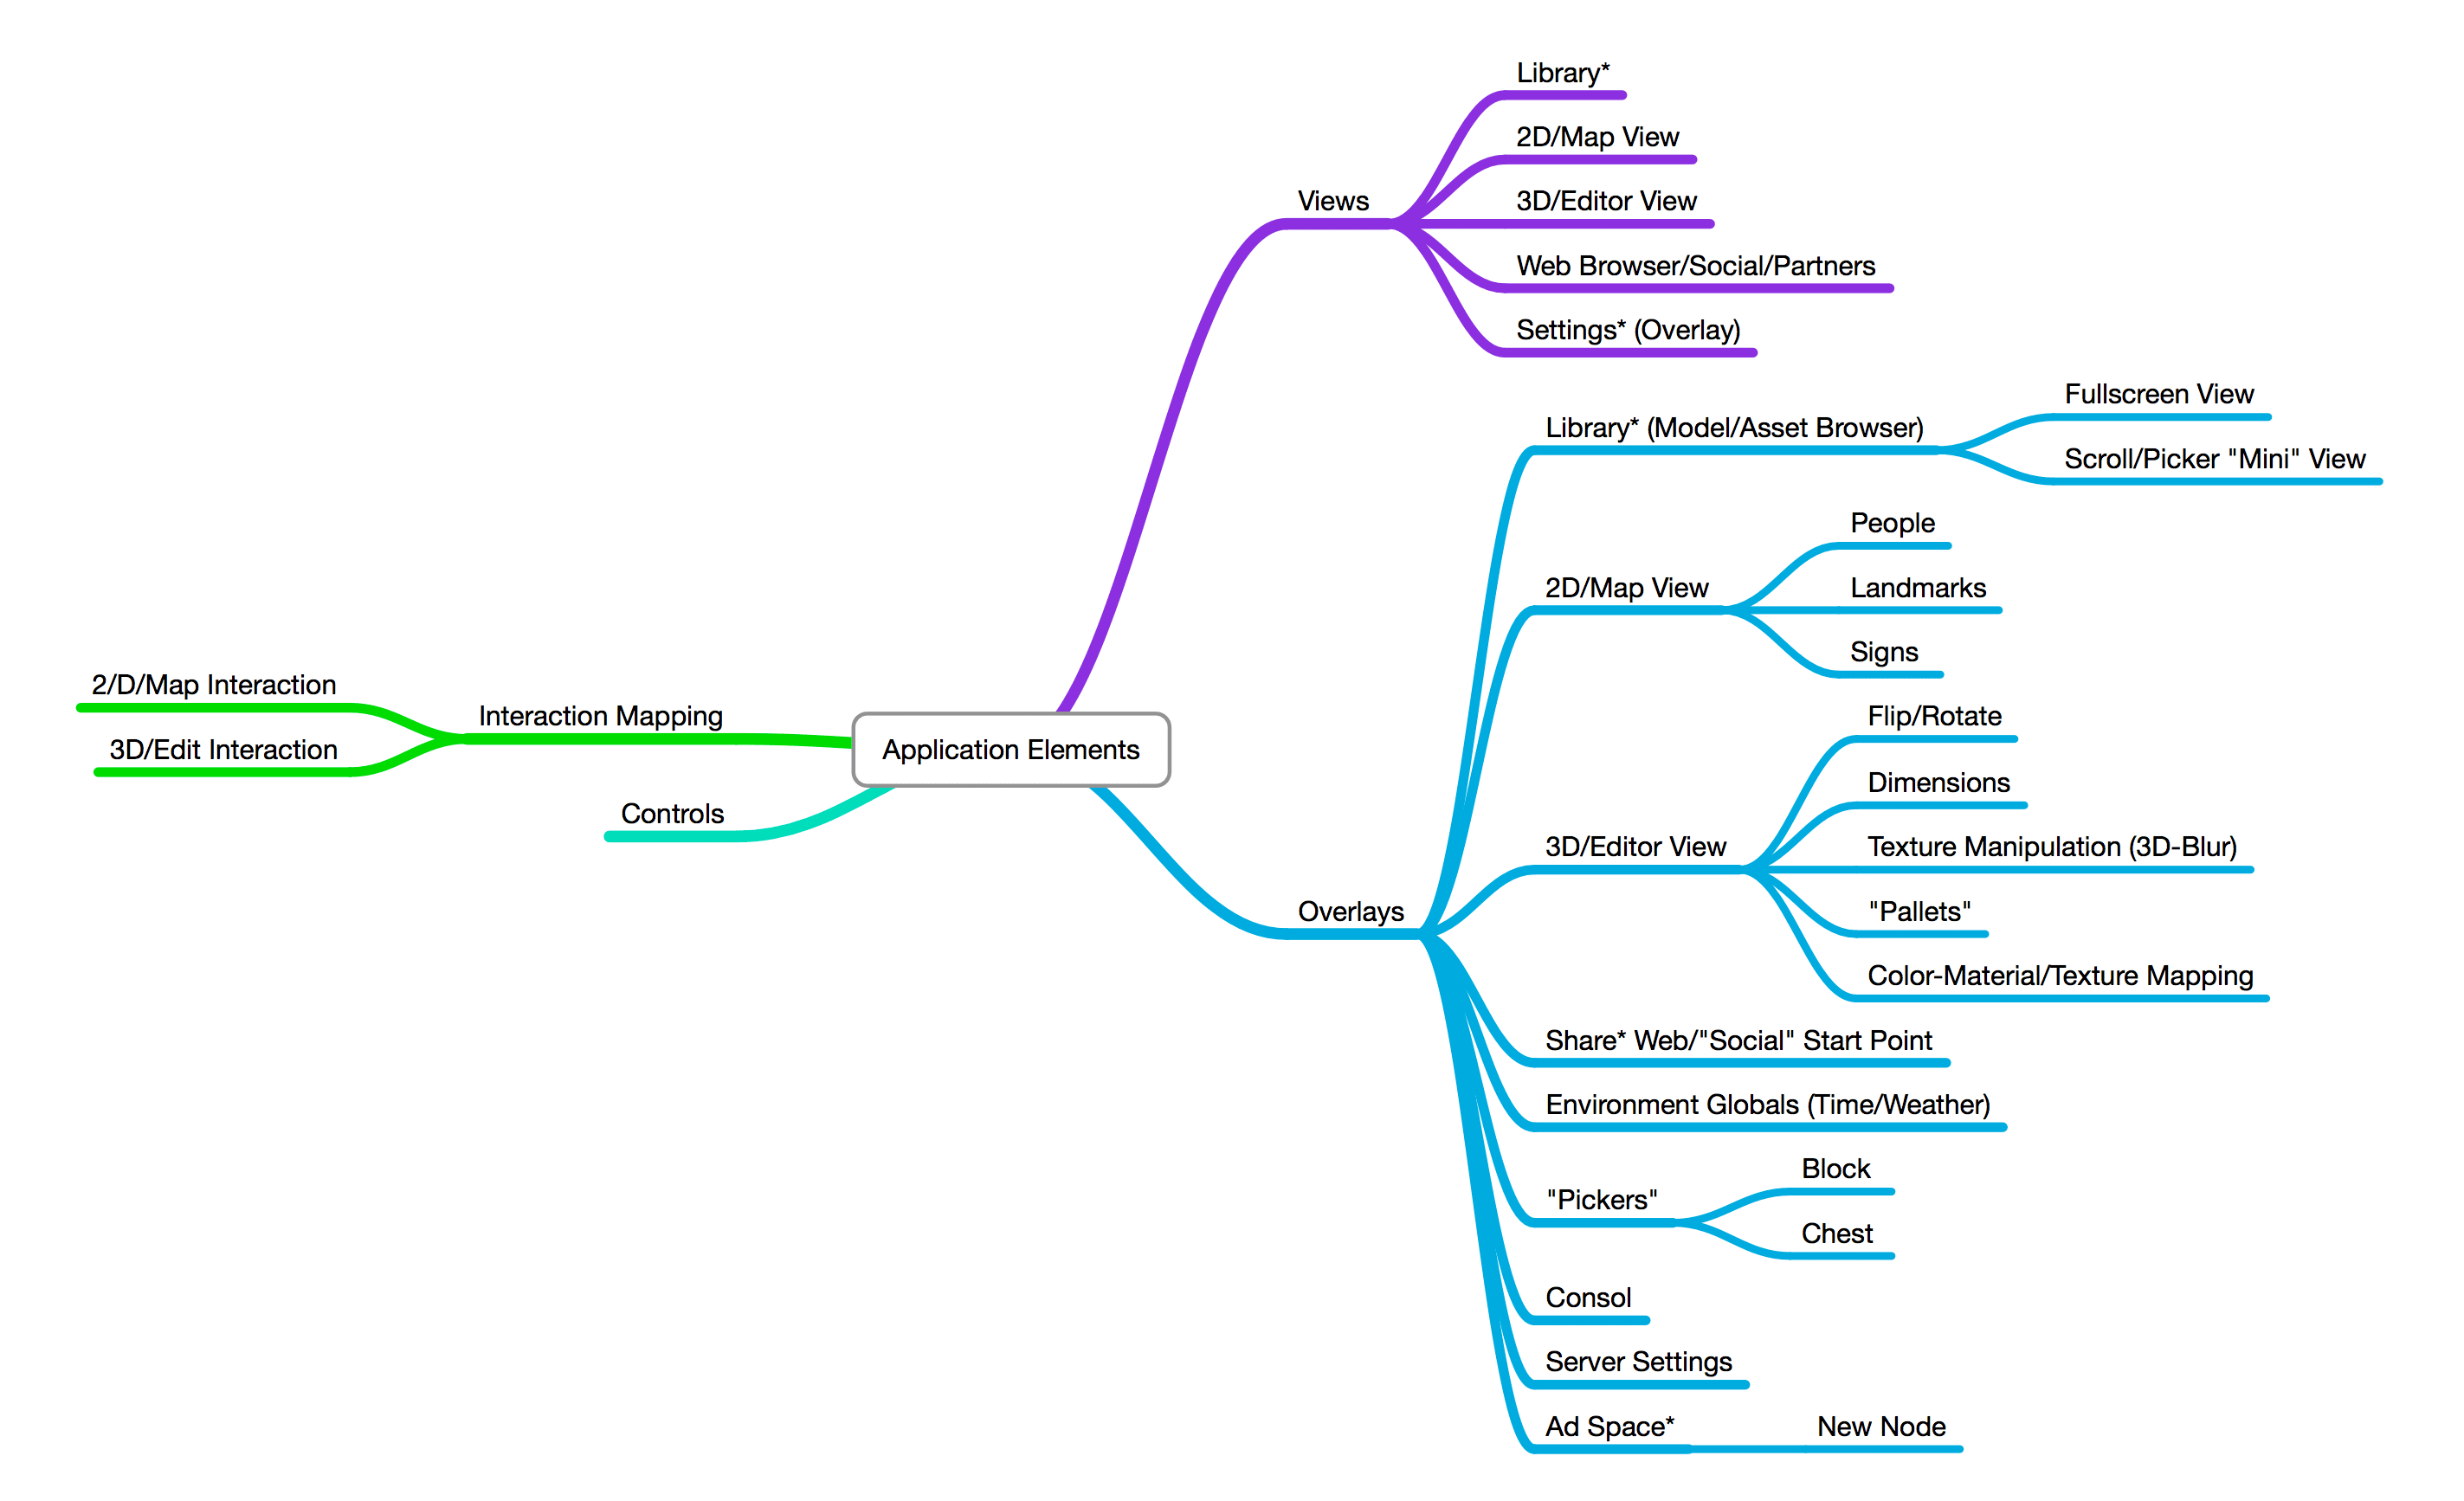 Library*
2D/Map View
3D/Editor View
Views
Web Browser/Social/Partners
Settings* (Overlay)
Library* (Model/Asset Browser)
Fullscreen View
Scroll/Picker "Mini" View
People
2D/Map View
Landmarks
Signs
2/D/Map Interaction
Interaction Mapping
3D/Edit Interaction
Application Elements
Controls
Flip/Rotate
Dimensions
3D/Editor View
Texture Manipulation (3D-Blur)
"Pallets"
Color-Material/Texture Mapping
Overlays
Share* Web/"Social" Start Point
Environment Globals (Time/Weather)
"Pickers"
Block
Chest
Consol
Server Settings
Ad Space*
New Node